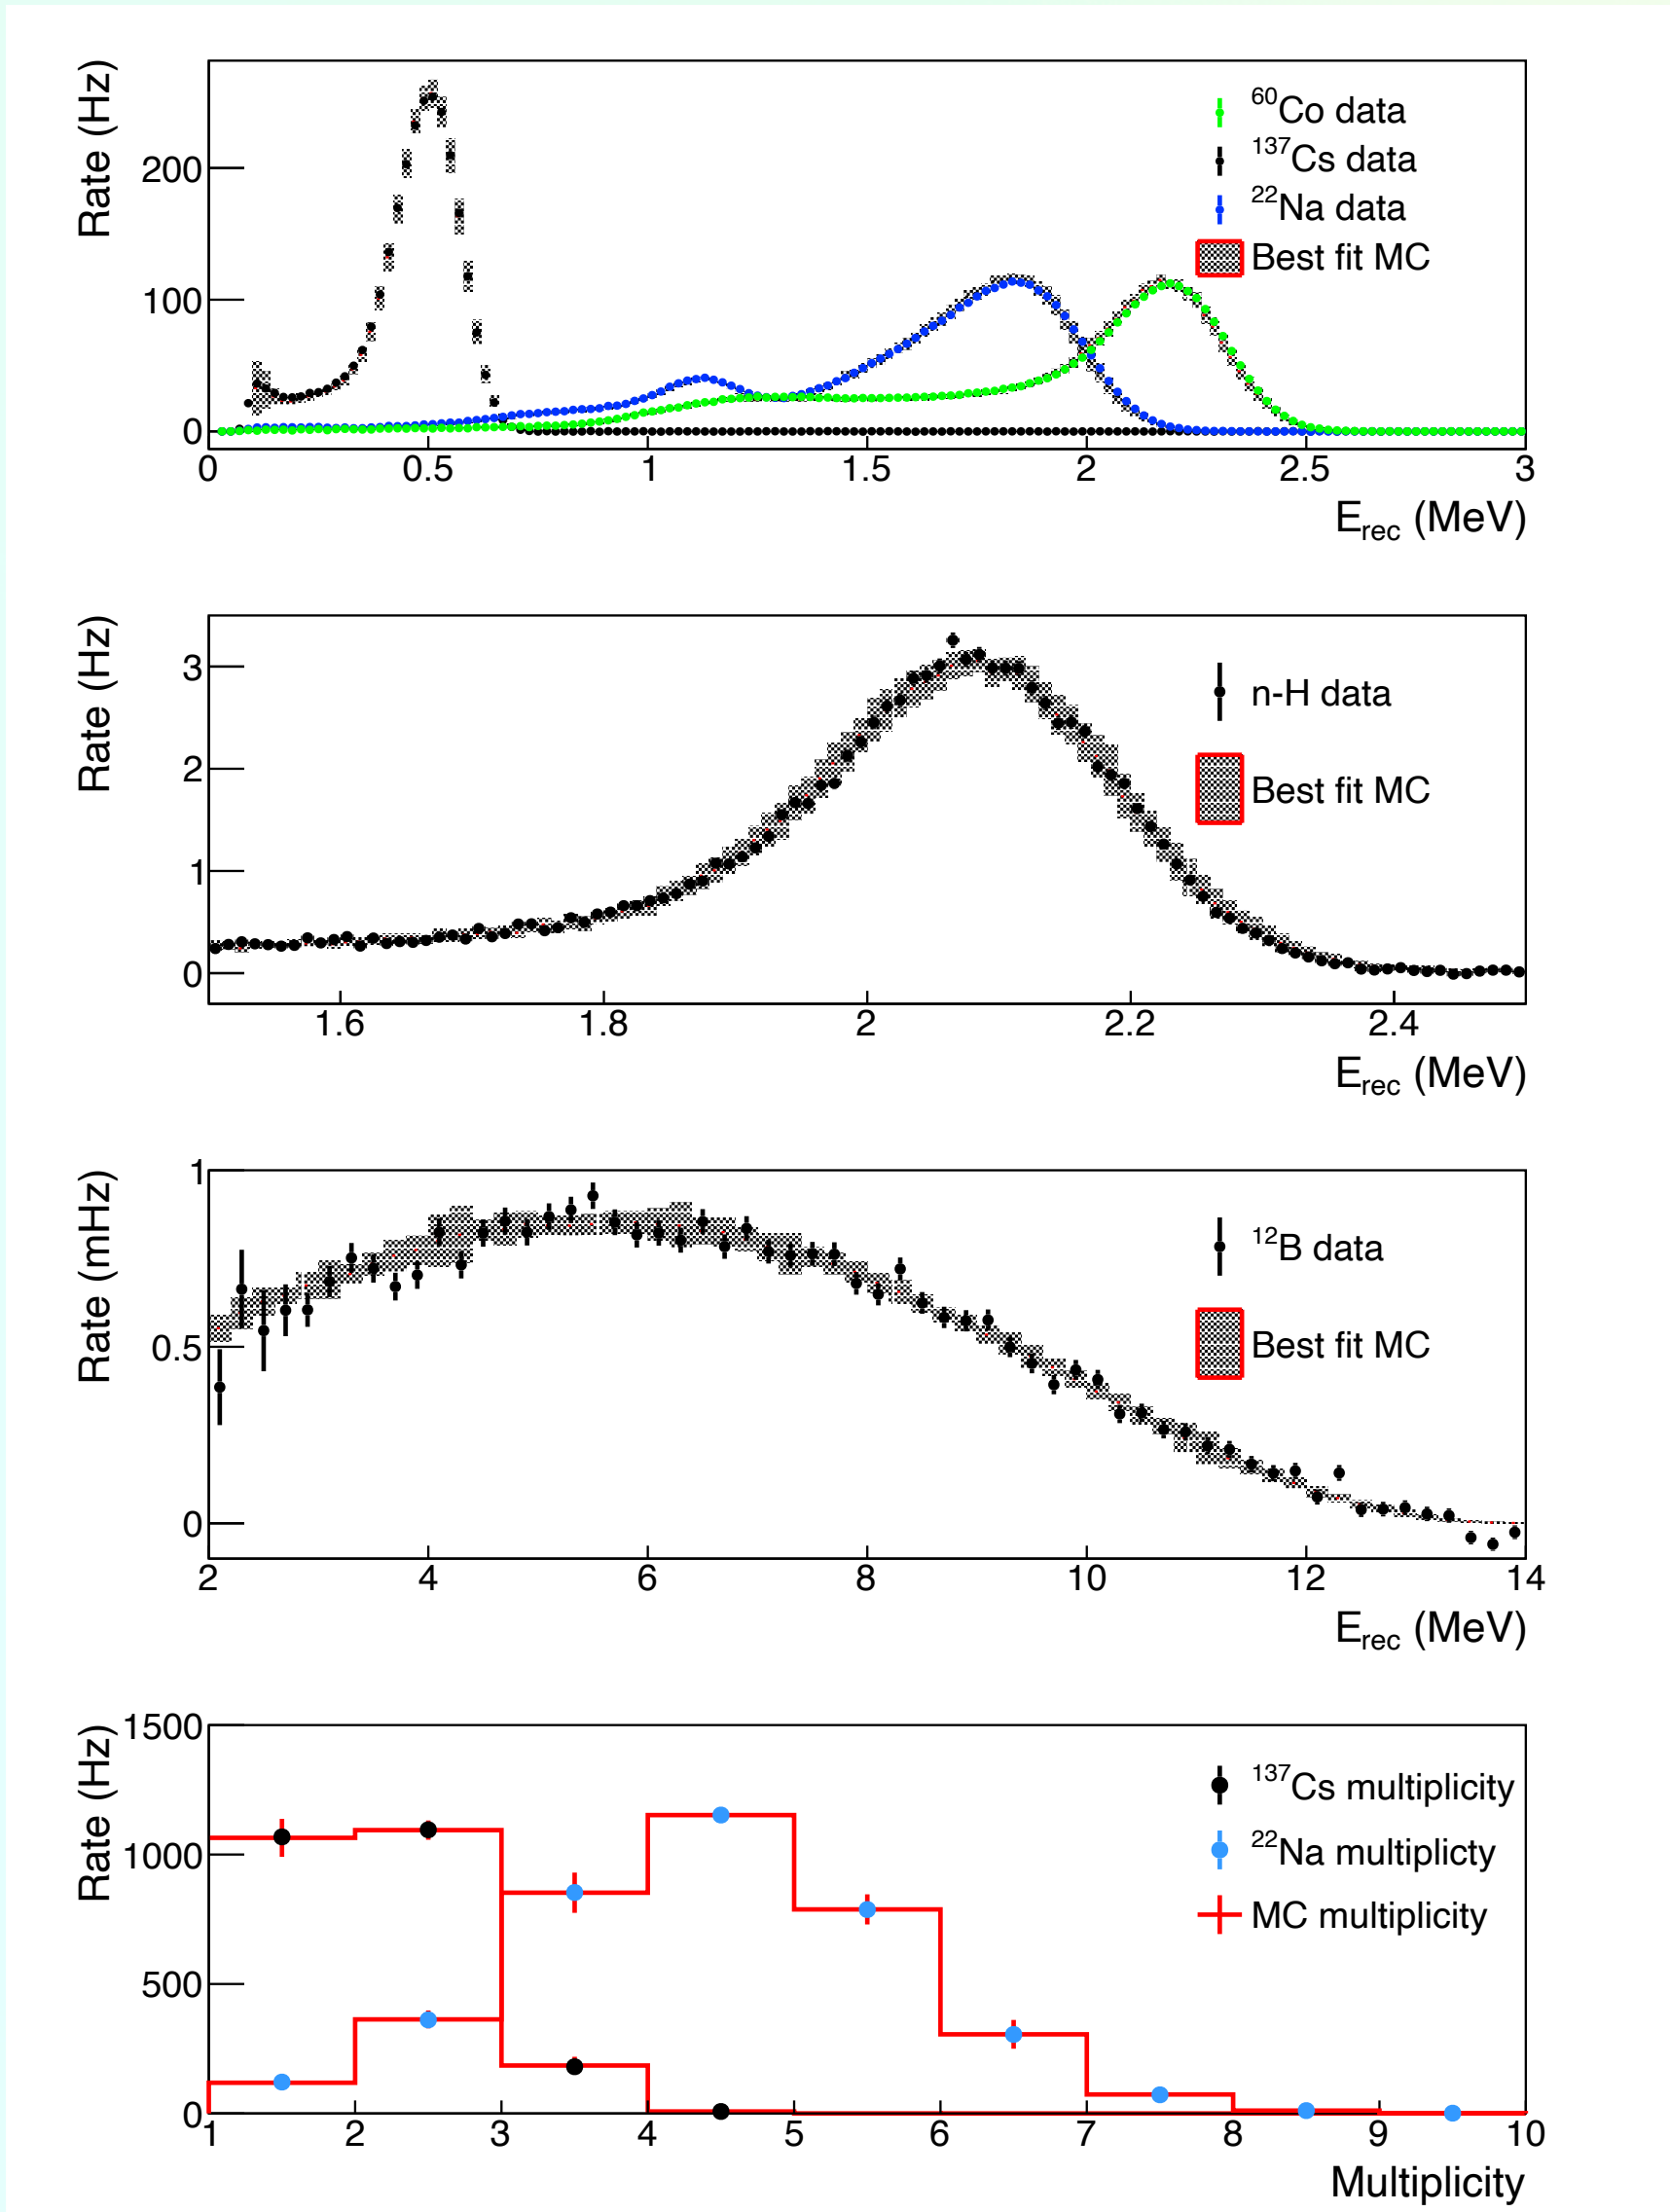 Rate (Hz)
200
100
0
⁶⁰Co data
¹³⁷Cs data
²²Na data
Best fit MC
0 0.5 1 1.5 2 2.5 3
E_rec (MeV)
Rate (Hz)
3
2
1
0
n-H data
Best fit MC
1.6 1.8 2 2.2 2.4
E_rec (MeV)
Rate (mHz)
1
0.5
0
¹²B data
Best fit MC
2 4 6 8 10 12 14
E_rec (MeV)
Rate (Hz)
1500
1000
500
0
¹³⁷Cs multiplicity
²²Na multiplicty
MC multiplicity
1 2 3 4 5 6 7 8 9 10
Multiplicity